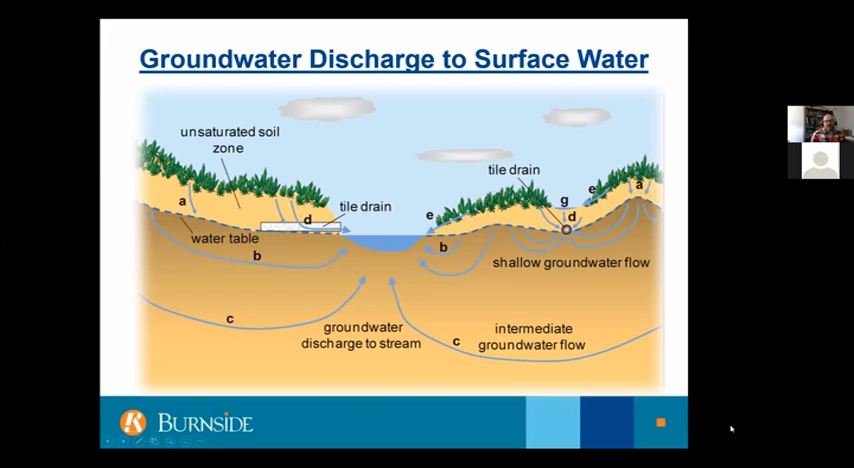 Groundwater Discharge to Surface Water
unsaturated soil
zone
tile drain
a
e
g
a
a
d
tile drain
e
d
water table
b
b
shallow groundwater flow
c
groundwater
discharge to stream
c
intermediate
groundwater flow
BURNSIDE